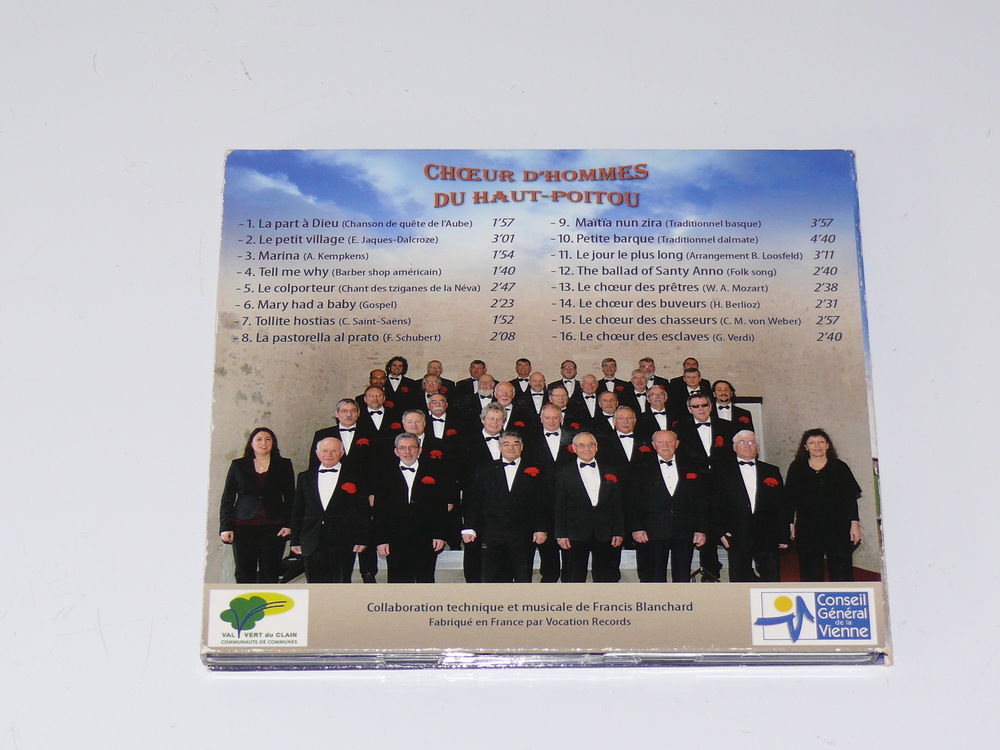 CHŒUR D'HOMMES
DU HAUT-POITOU
- 1. La part à Dieu (Chanson de quête de l'Aube) 1'57
- 2. Le petit village (E. Jaques-Dalcroze) 3'01
- 3. Marina (A. Kempkens) 1'54
- 4. Tell me why (Barber shop américain) 1'40
- 5. Le colporteur (Chant des tziganes de la Néva) 2'47
- 6. Mary had a baby (Gospel) 2'23
- 7. Tollite hostias (C. Saint-Saëns) 1'52
- 8. La pastorella al prato (F. Schubert) 2'08
- 9. Maïtïa nun zira (Traditionnel basque) 3'57
- 10. Petite barque (Traditionnel dalmate) 4'40
- 11. Le jour le plus long (Arrangement B. Loosfeld) 3'11
- 12. The ballad of Santy Anno (Folk song) 2'40
- 13. Le chœur des prêtres (W. A. Mozart) 2'38
- 14. Le chœur des buveurs (H. Berlioz) 2'31
- 15. Le chœur des chasseurs (C. M. von Weber) 2'57
- 16. Le chœur des esclaves (G. Verdi) 2'40
VAL VERT du CLAIN
COMMUNAUTE DE COMMUNES
Collaboration technique et musicale de Francis Blanchard
Fabriqué en France par Vocation Records
Conseil
Général
de la
Vienne